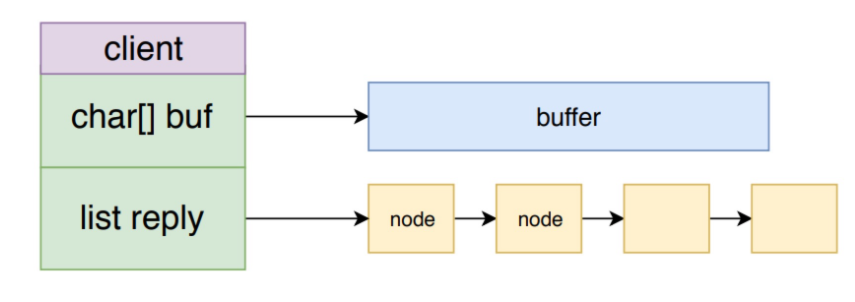 client
char[] buf
buffer
list reply
node
node